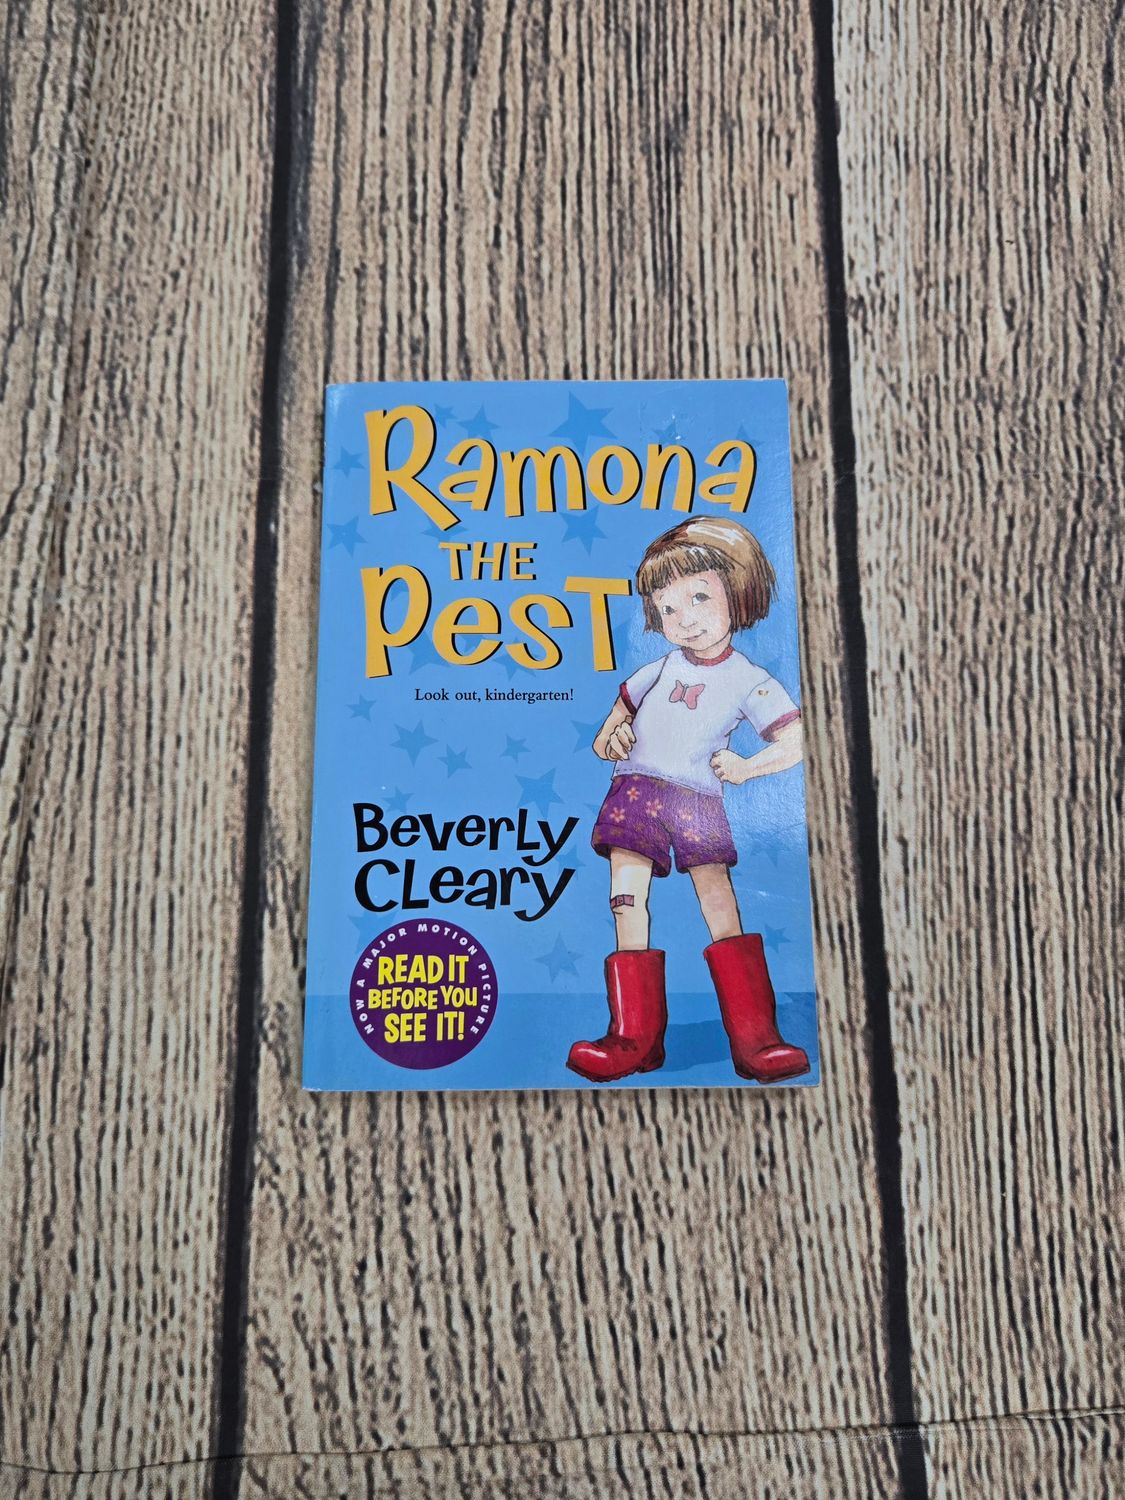 Ramona
THE
Pest
Look out, kindergarten!
Beverly
Cleary
NOW A MAJOR MOTION PICTURE
READ IT
BEFORE YOU
SEE IT!